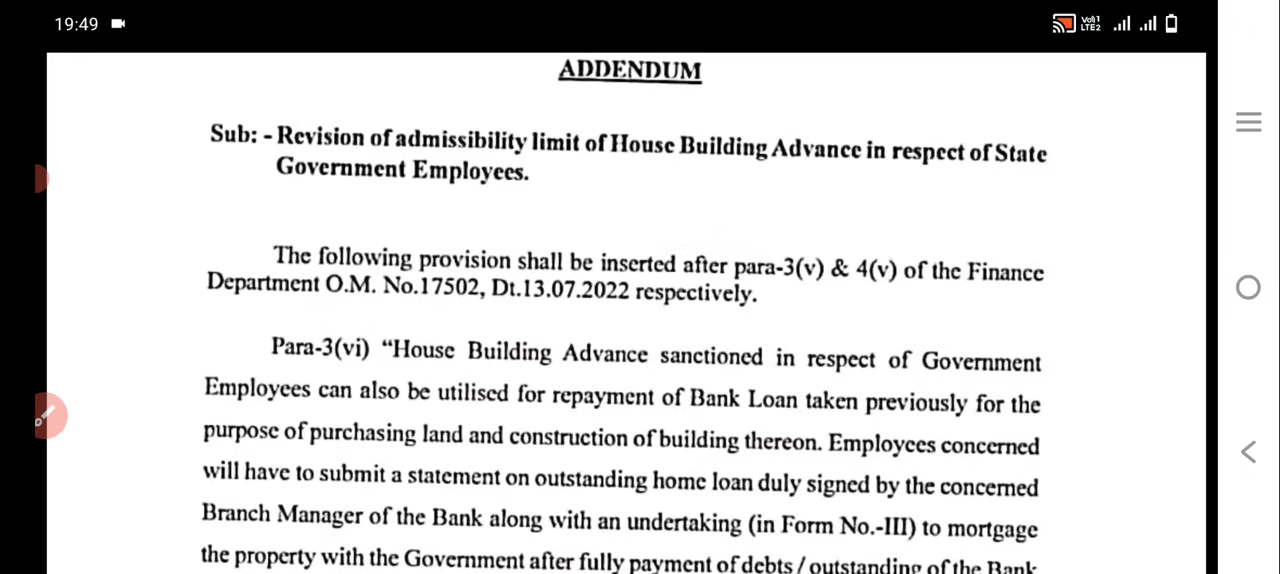 19:49
Vo))1
LTE2
ADDENDUM
Sub: - Revision of admissibility limit of House Building Advance in respect of State
Government Employees.
The following provision shall be inserted after para-3(v) & 4(v) of the Finance
Department O.M. No.17502, Dt.13.07.2022 respectively.
Para-3(vi) “House Building Advance sanctioned in respect of Government
Employees can also be utilised for repayment of Bank Loan taken previously for the
purpose of purchasing land and construction of building thereon. Employees concerned
will have to submit a statement on outstanding home loan duly signed by the concerned
Branch Manager of the Bank along with an undertaking (in Form No.-III) to mortgage
the property with the Government after fully payment of debts / outstanding of the Bank